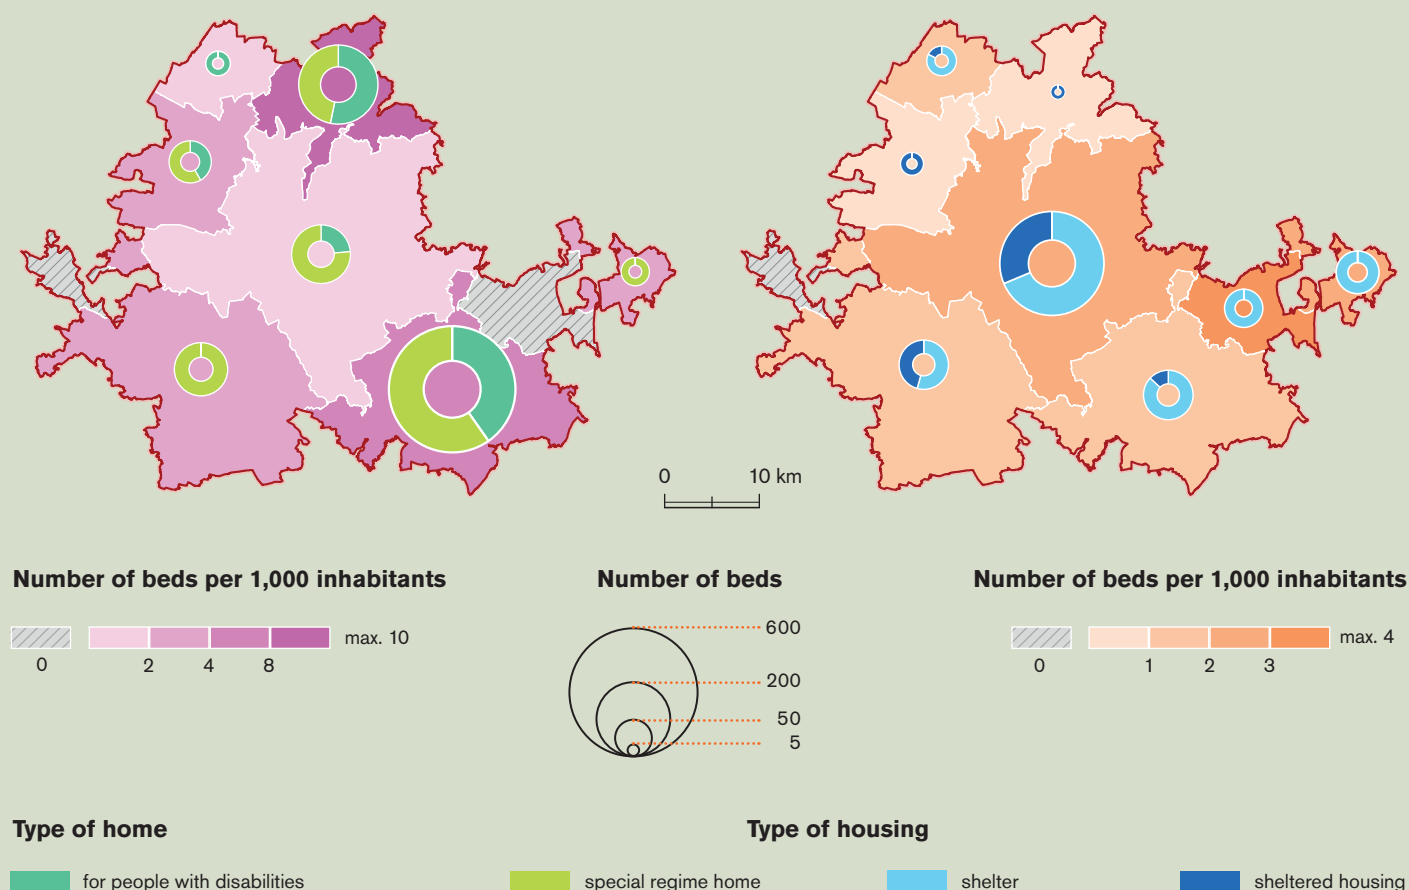 0 10 km
Number of beds per 1,000 inhabitants
0 2 4 8 max. 10
Number of beds
600
200
50
5
Number of beds per 1,000 inhabitants
0 1 2 3 max. 4
Type of home
for people with disabilities
special regime home
Type of housing
shelter
sheltered housing